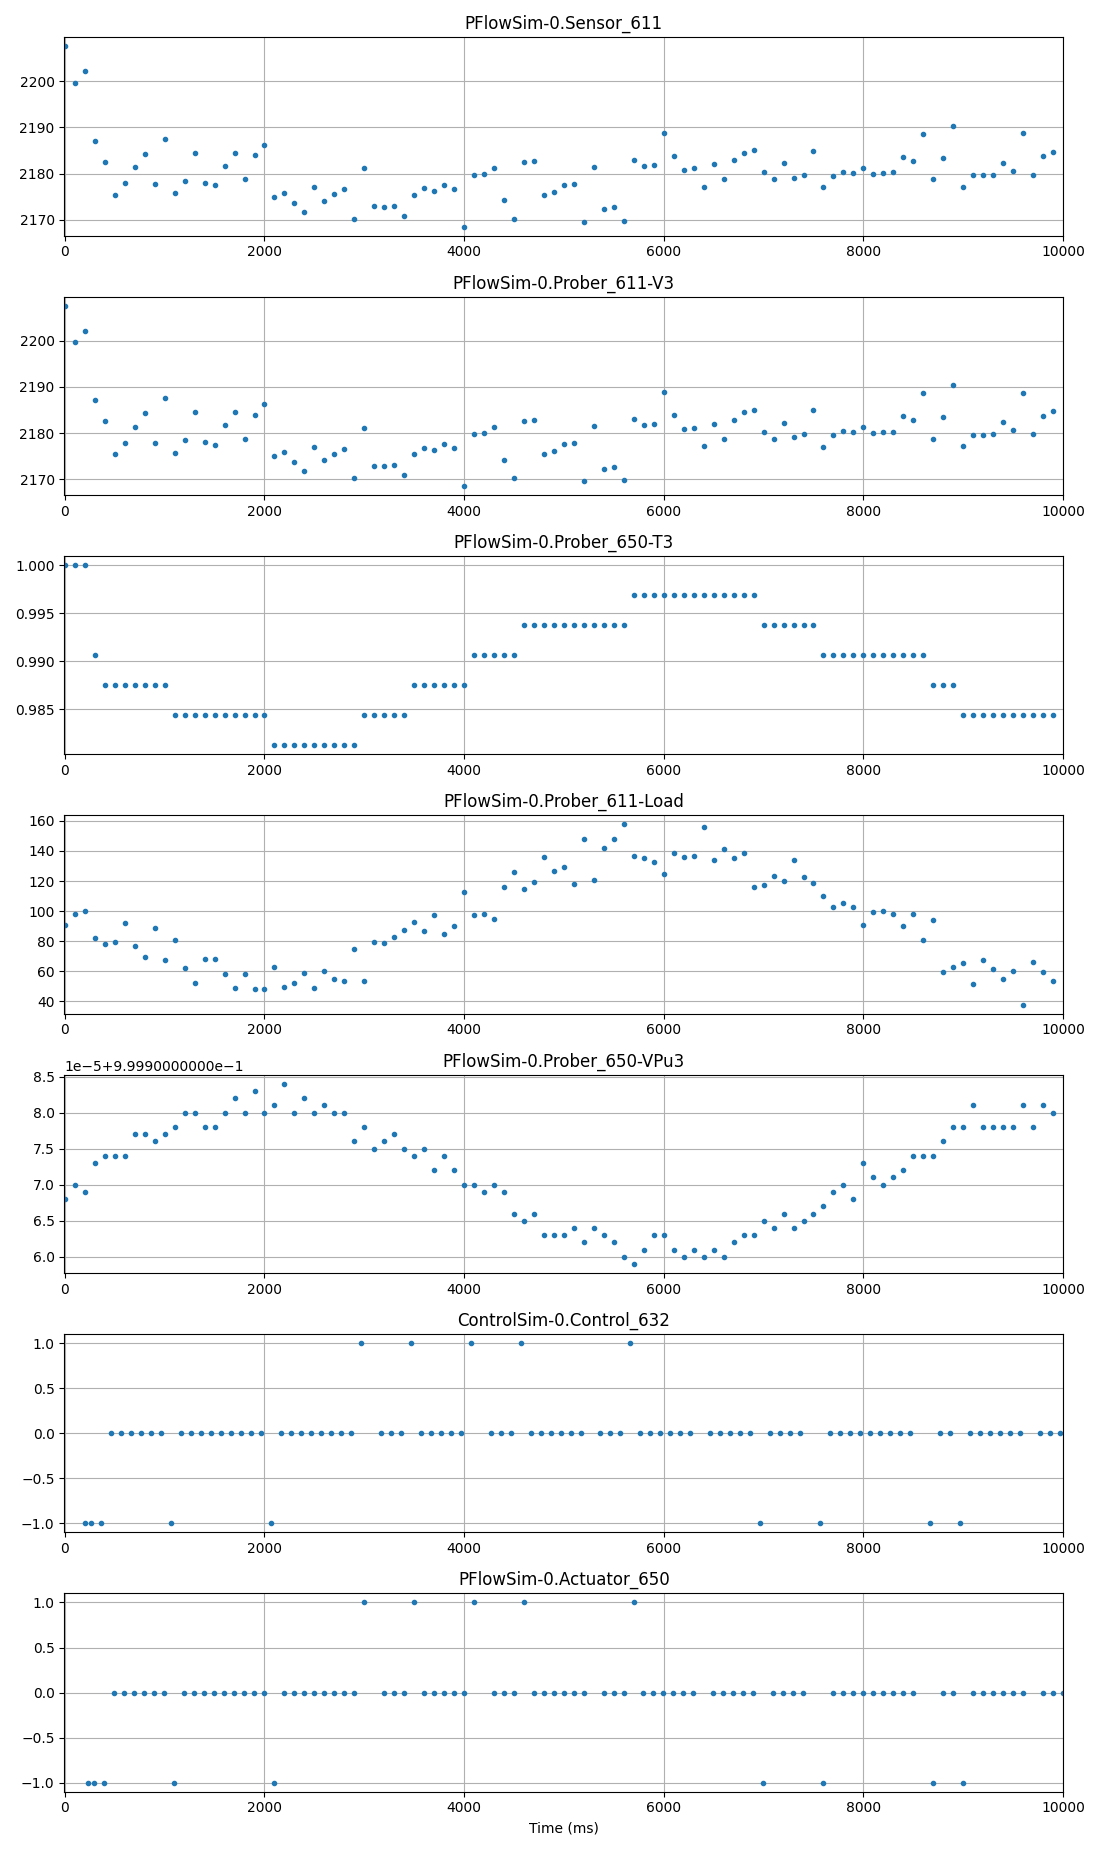 PFlowSim-0.Sensor_611
2200
2190
2180
2170
0 2000 4000 6000 8000 10000
PFlowSim-0.Prober_611-V3
2200
2190
2180
2170
0 2000 4000 6000 8000 10000
PFlowSim-0.Prober_650-T3
1.000
0.995
0.990
0.985
0 2000 4000 6000 8000 10000
PFlowSim-0.Prober_611-Load
160
140
120
100
80
60
40
0 2000 4000 6000 8000 10000
PFlowSim-0.Prober_650-VPu3
1e−5+9.9990000000e−1
8.5
8.0
7.5
7.0
6.5
6.0
0 2000 4000 6000 8000 10000
ControlSim-0.Control_632
1.0
0.5
0.0
−0.5
−1.0
0 2000 4000 6000 8000 10000
PFlowSim-0.Actuator_650
1.0
0.5
0.0
−0.5
−1.0
0 2000 4000 6000 8000 10000
Time (ms)